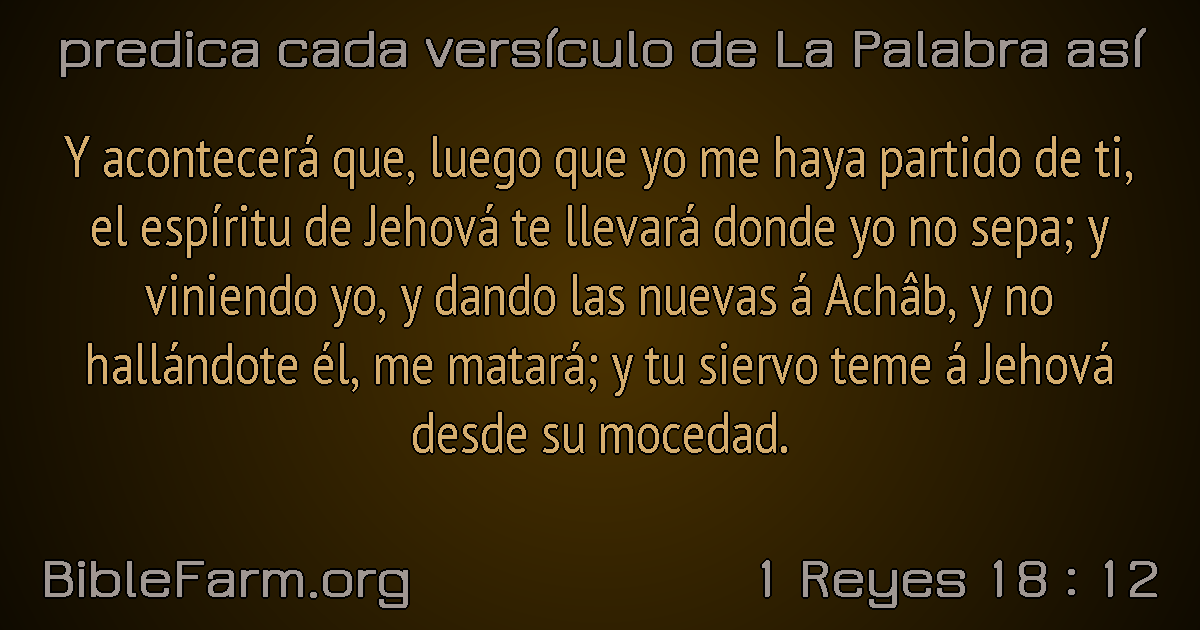 predica cada versículo de La Palabra así
Y acontecerá que, luego que yo me haya partido de ti,
el espíritu de Jehová te llevará donde yo no sepa; y
viniendo yo, y dando las nuevas á Achâb, y no
hallándote él, me matará; y tu siervo teme á Jehová
desde su mocedad.
BibleFarm.org
1 Reyes 18 : 12